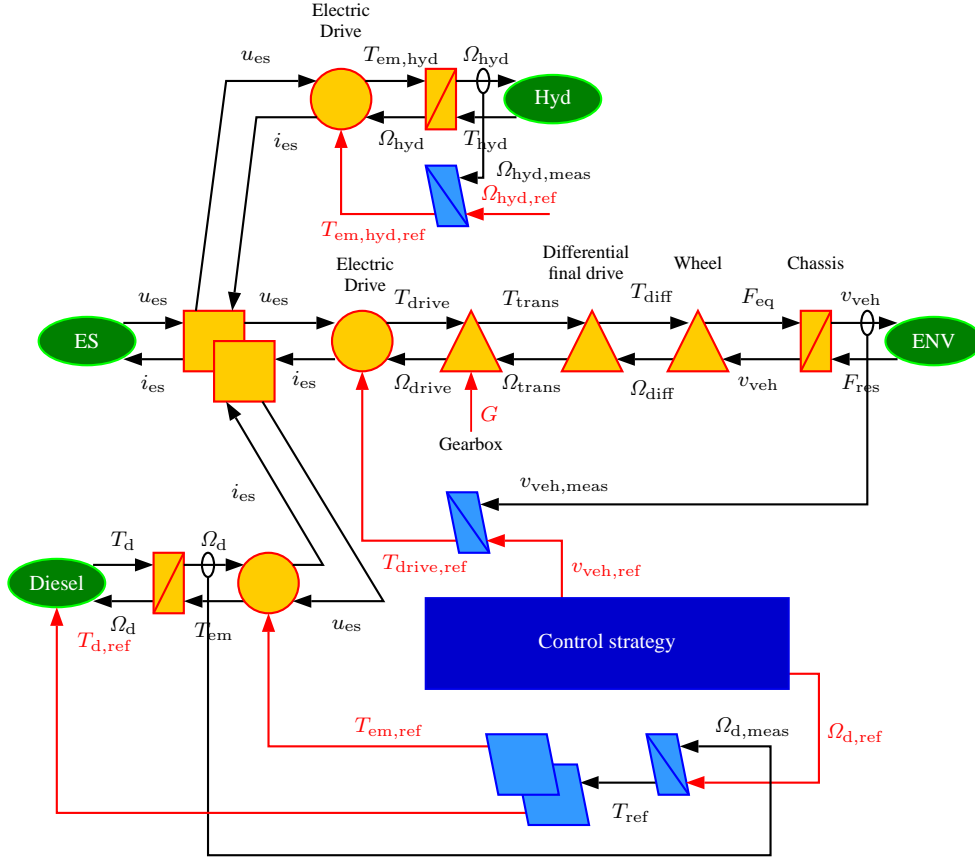 Electric
Drive
u_es
T_em,hyd
Ω_hyd
Hyd
i_es
Ω_hyd
T_hyd
Ω_hyd,meas
Ω_hyd,ref
T_em,hyd,ref
Electric
Drive
Differential
final drive
Wheel
Chassis
u_es
u_es
T_drive
T_trans
T_diff
F_eq
v_veh
ES
ENV
i_es
i_es
Ω_drive
Ω_trans
Ω_diff
v_veh
F_res
G
Gearbox
i_es
v_veh,meas
T_d
Ω_d
T_drive,ref
v_veh,ref
Diesel
Ω_d
T_em
u_es
T_d,ref
Control strategy
T_em,ref
Ω_d,meas
Ω_d,ref
T_ref